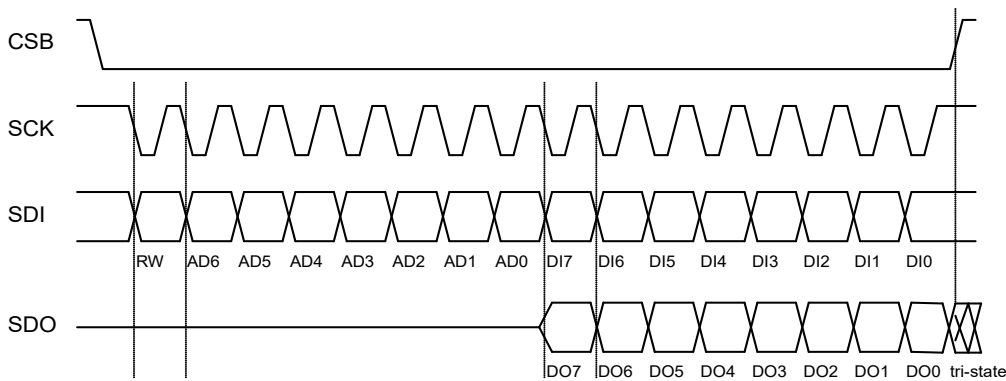 CSB
SCK
SDI
RW AD6 AD5 AD4 AD3 AD2 AD1 AD0 DI7 DI6 DI5 DI4 DI3 DI2 DI1 DI0
SDO
DO7 DO6 DO5 DO4 DO3 DO2 DO1 DO0 tri-state